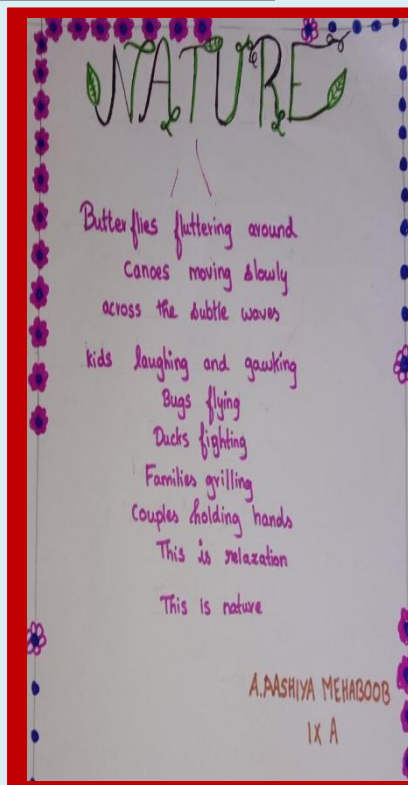 NATURE
Butterflies fluttering around
Canoes moving slowly
across the subtle waves
kids laughing and gawking
Bugs flying
Ducks fighting
Families grilling
Couples holding hands
This is relaxation
This is nature
A.AASHIYA MEHABOOB
IX A